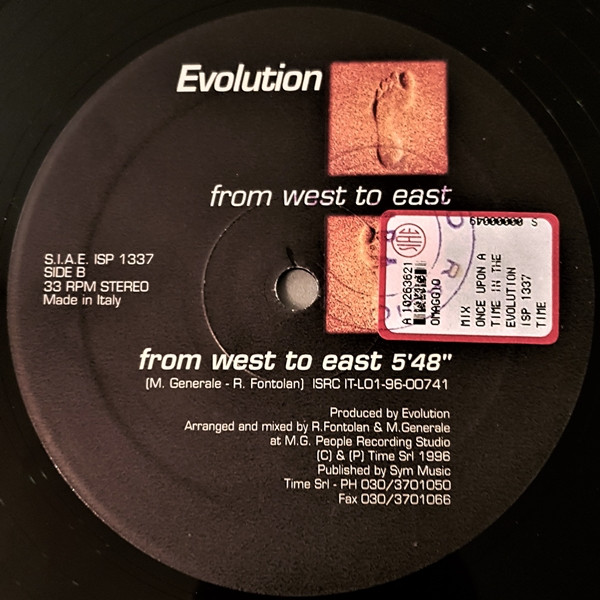 Evolution
from west to east
S.I.A.E. ISP 1337
SIDE B
33 RPM STEREO
Made in Italy
S 00000049
A 10263621
OMAGGIO
MIX
ONCE UPON A
TIME IN THE
EVOLUTION
ISP 1337
TIME
SIAE
from west to east 5'48"
(M. Generale - R. Fontolan) ISRC IT-L01-96-00741
Produced by Evolution
Arranged and mixed by R.Fontolan & M.Generale
at M.G. People Recording Studio
(C) & (P) Time Srl 1996
Published by Sym Music
Time Srl - PH 030/3701050
Fax 030/3701066